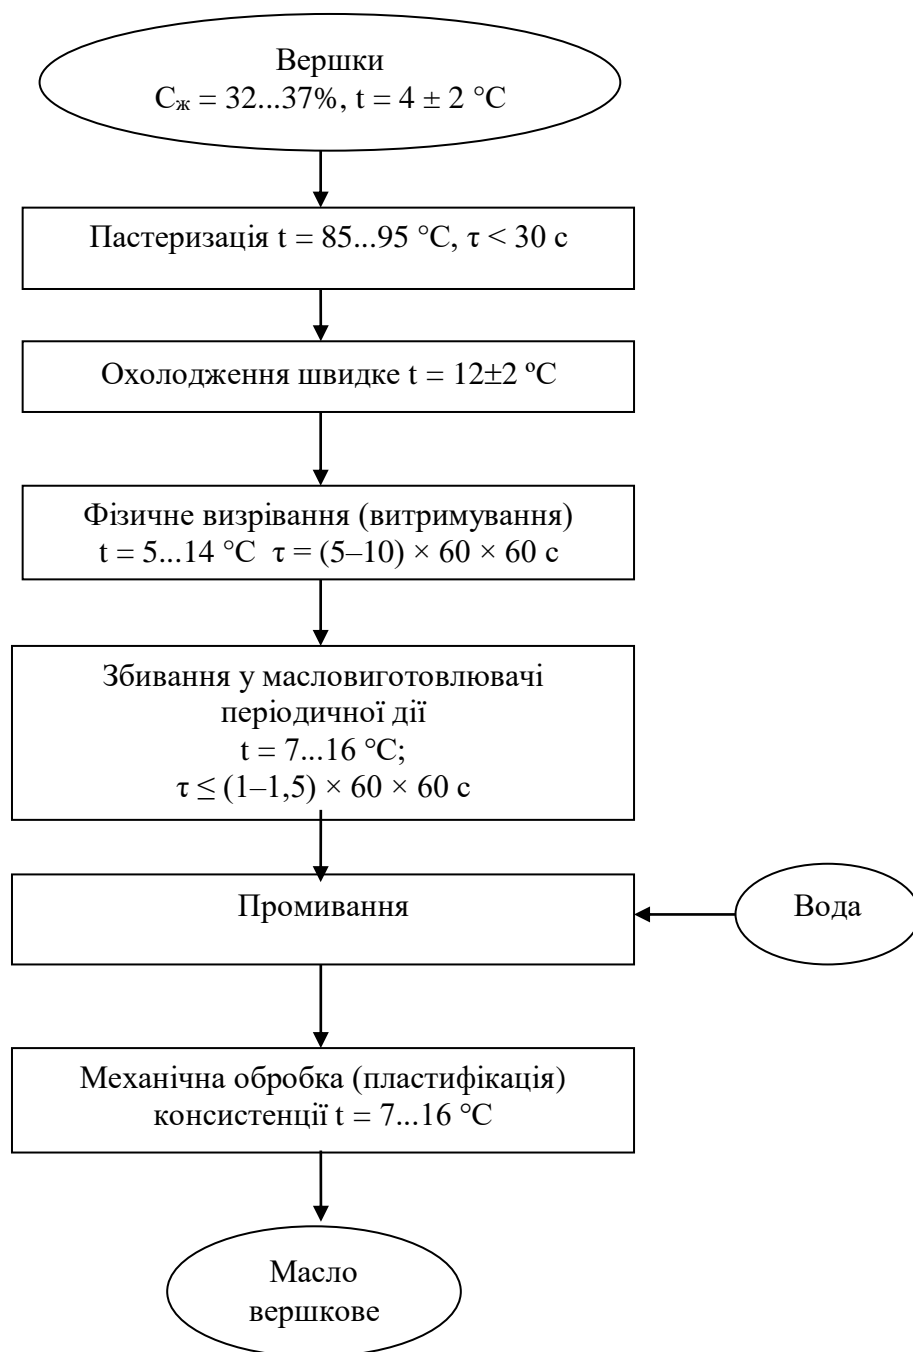 Вершки
Сж = 32...37%, t = 4 ± 2 °С
Пастеризація t = 85...95 °С, τ < 30 с
Охолодження швидке t = 12±2 ºС
Фізичне визрівання (витримування)
t = 5...14 °С τ = (5–10) × 60 × 60 с
Збивання у масловиготовлювачі
періодичної дії
t = 7...16 °С;
τ ≤ (1–1,5) × 60 × 60 с
Промивання
Вода
Механічна обробка (пластифікація)
консистенції t = 7...16 °С
Масло
вершкове